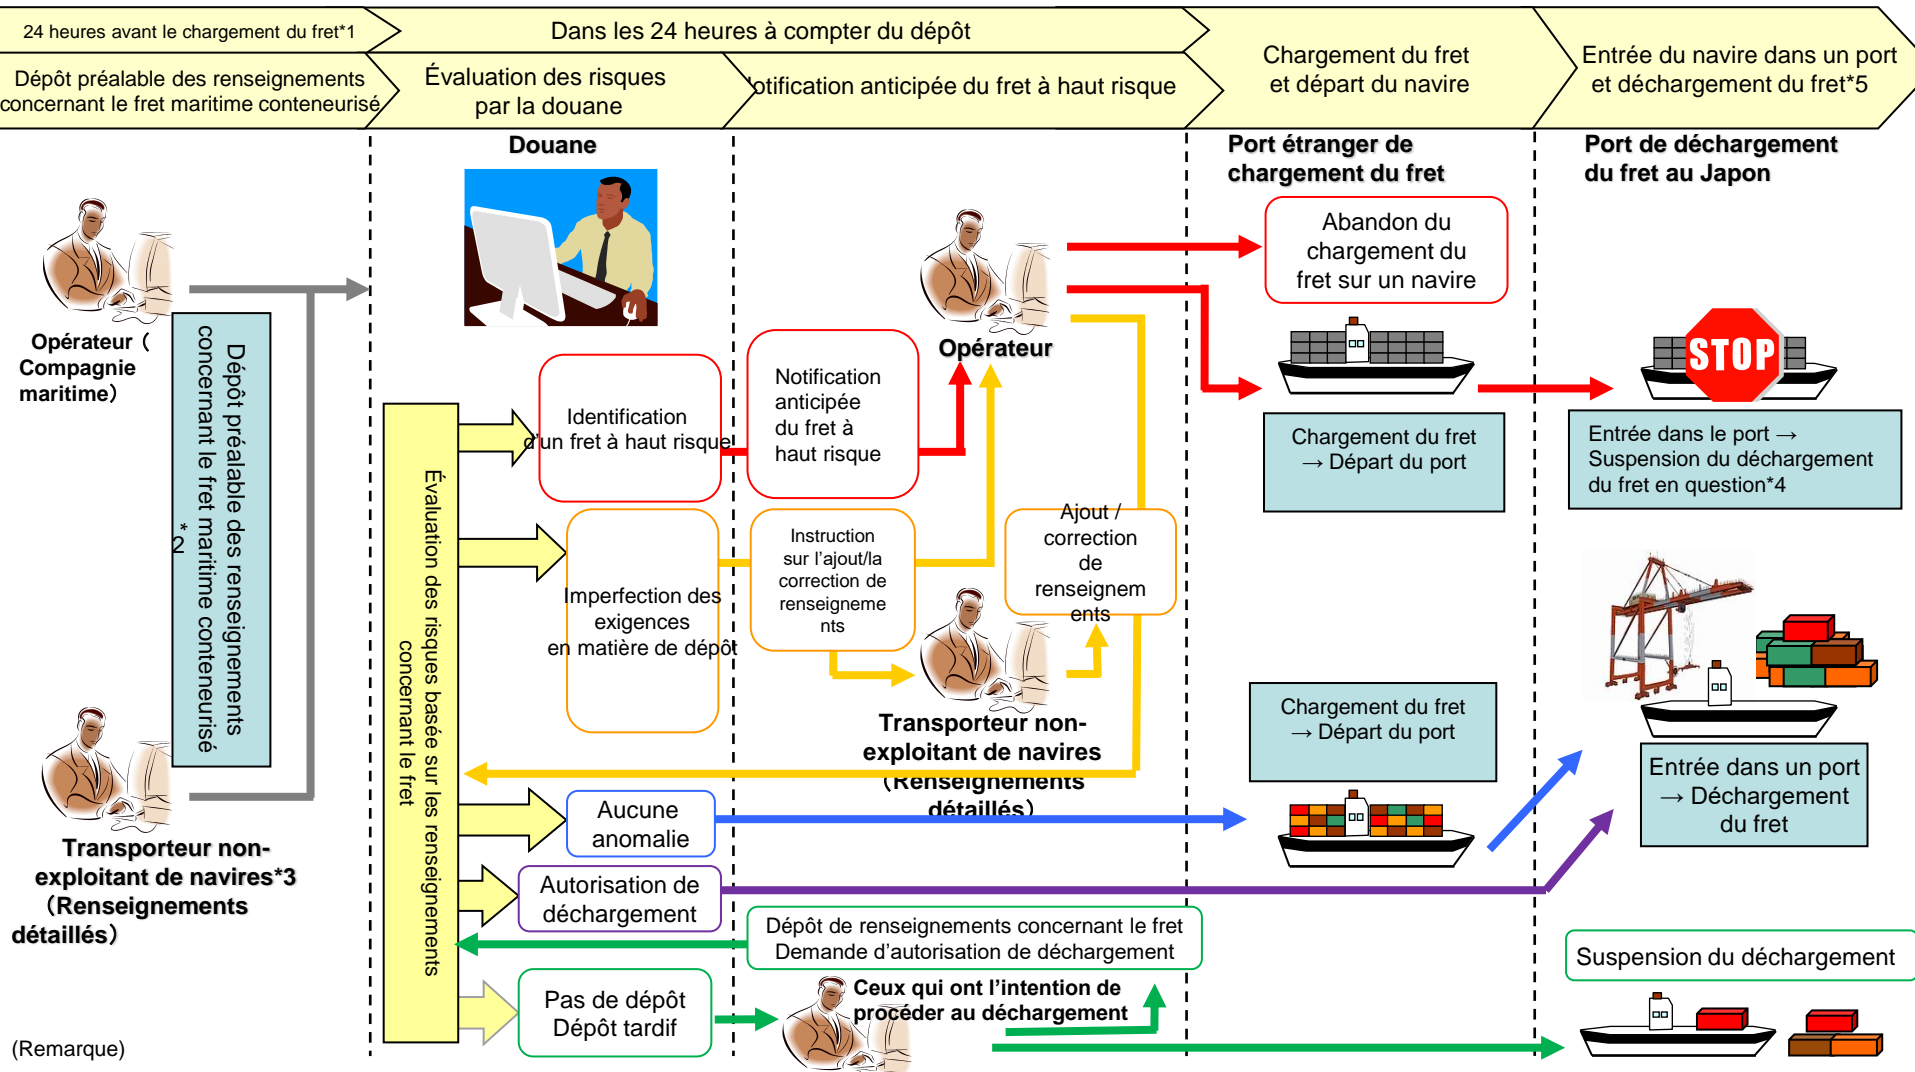 24 heures avant le chargement du fret*1
Dans les 24 heures à compter du dépôt
Chargement du fret
et départ du navire
Entrée du navire dans un port
et déchargement du fret*5
Dépôt préalable des renseignements
concernant le fret maritime conteneurisé
Évaluation des risques
par la douane
otification anticipée du fret à haut risque
Douane
Port étranger de
chargement du fret
Port de déchargement
du fret au Japon
Opérateur（
Compagnie
maritime）
Dépôt préalable des renseignements
concernant le fret maritime conteneurisé
*
2
Transporteur non-
exploitant de navires*3
（Renseignements
détaillés）
Évaluation des risques basée sur les renseignements
concernant le fret
Identification
d'un fret à haut risque
Notification
anticipée
du fret à
haut risque
Opérateur
Abandon du
chargement du
fret sur un navire
STOP
Chargement du fret
→ Départ du port
Entrée dans le port →
Suspension du déchargement
du fret en question*4
Imperfection des
exigences
en matière de dépôt
Instruction
sur l'ajout/la
correction de
renseigneme
nts
Ajout /
correction
de
renseignem
ents
Transporteur non-
exploitant de navires
（Renseignements
détaillés）
Chargement du fret
→ Départ du port
Entrée dans un port
→ Déchargement
du fret
Aucune
anomalie
Autorisation de
déchargement
Dépôt de renseignements concernant le fret
Demande d'autorisation de déchargement
Suspension du déchargement
Pas de dépôt
Dépôt tardif
Ceux qui ont l'intention de
procéder au déchargement
(Remarque)